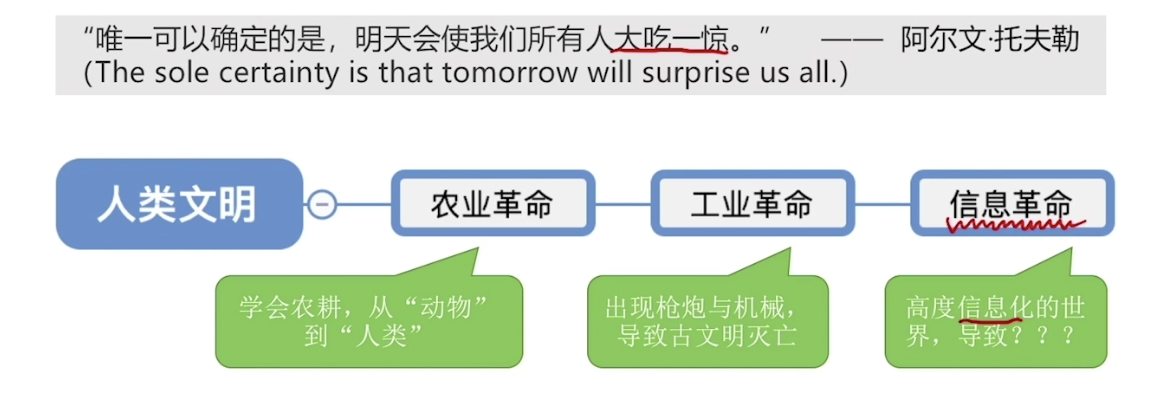 “唯一可以确定的是，明天会使我们所有人大吃一惊。” —— 阿尔文·托夫勒
(The sole certainty is that tomorrow will surprise us all.)
人类文明
农业革命
工业革命
信息革命
学会农耕，从“动物”
到“人类”
出现枪炮与机械，
导致古文明灭亡
高度信息化的世
界，导致？？？